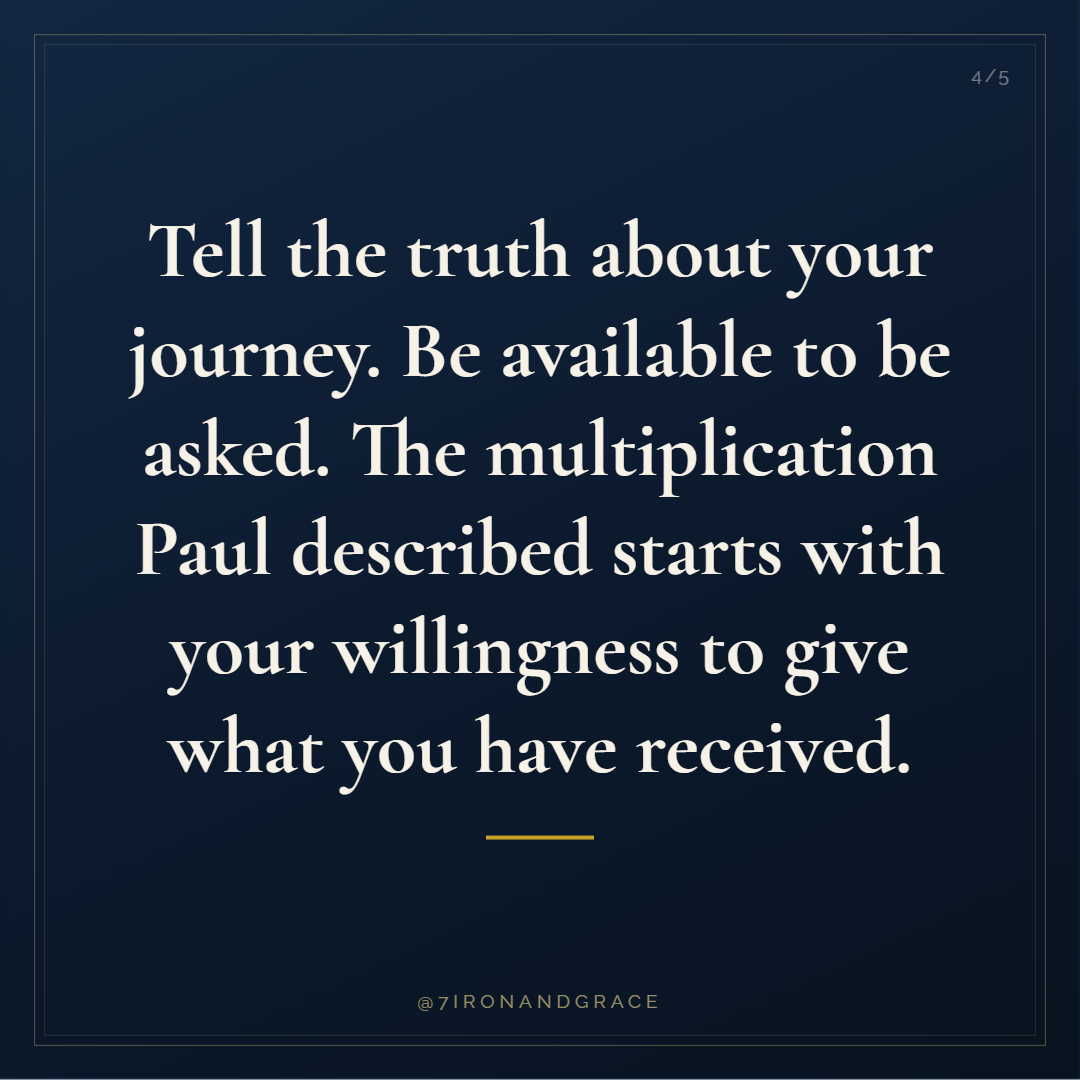 4/5
Tell the truth about your
journey. Be available to be
asked. The multiplication
Paul described starts with
your willingness to give
what you have received.
@7IRONANDGRACE